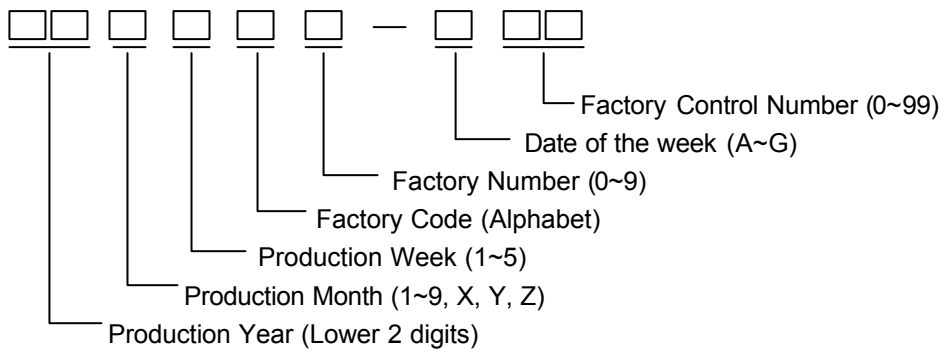 □□ □ □ □ □ — □ □□
Factory Control Number (0~99)
Date of the week (A~G)
Factory Number (0~9)
Factory Code (Alphabet)
Production Week (1~5)
Production Month (1~9, X, Y, Z)
Production Year (Lower 2 digits)